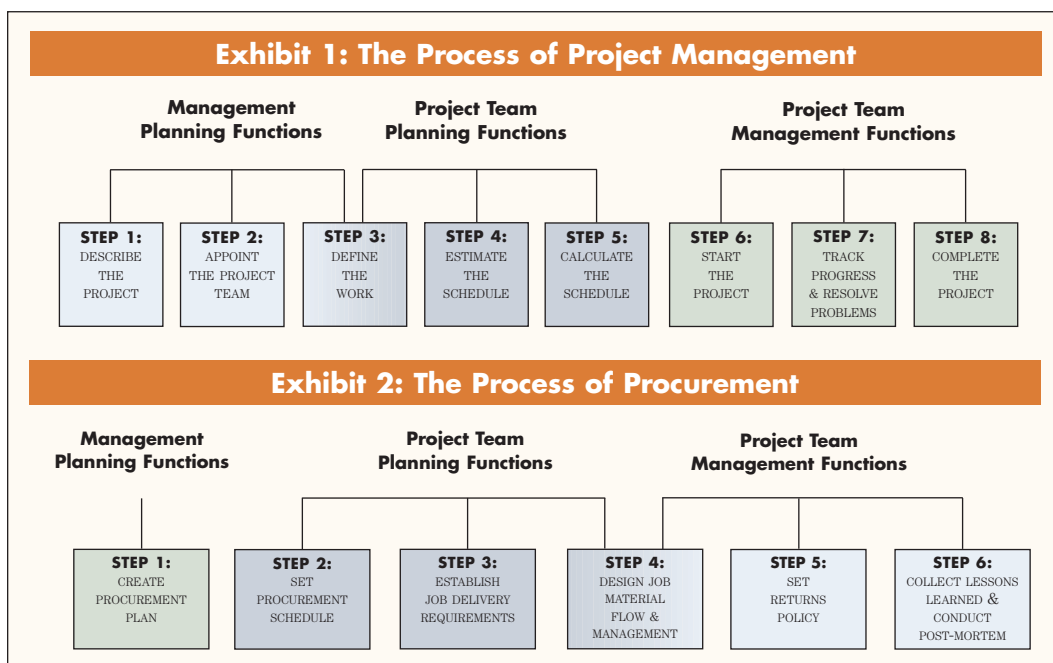 Exhibit 1: The Process of Project Management
Management
Planning Functions
Project Team
Planning Functions
Project Team
Management Functions
STEP 1:
DESCRIBE
THE
PROJECT
STEP 2:
APPOINT
THE PROJECT
TEAM
STEP 3:
DEFINE
THE
WORK
STEP 4:
ESTIMATE
THE
SCHEDULE
STEP 5:
CALCULATE
THE
SCHEDULE
STEP 6:
START
THE
PROJECT
STEP 7:
TRACK
PROGRESS
& RESOLVE
PROBLEMS
STEP 8:
COMPLETE
THE
PROJECT
Exhibit 2: The Process of Procurement
Management
Planning Functions
Project Team
Planning Functions
Project Team
Management Functions
STEP 1:
CREATE
PROCUREMENT
PLAN
STEP 2:
SET
PROCUREMENT
SCHEDULE
STEP 3:
ESTABLISH
JOB DELIVERY
REQUIREMENTS
STEP 4:
DESIGN JOB
MATERIAL
FLOW &
MANAGEMENT
STEP 5:
SET
RETURNS
POLICY
STEP 6:
COLLECT LESSONS
LEARNED &
CONDUCT
POST-MORTEM